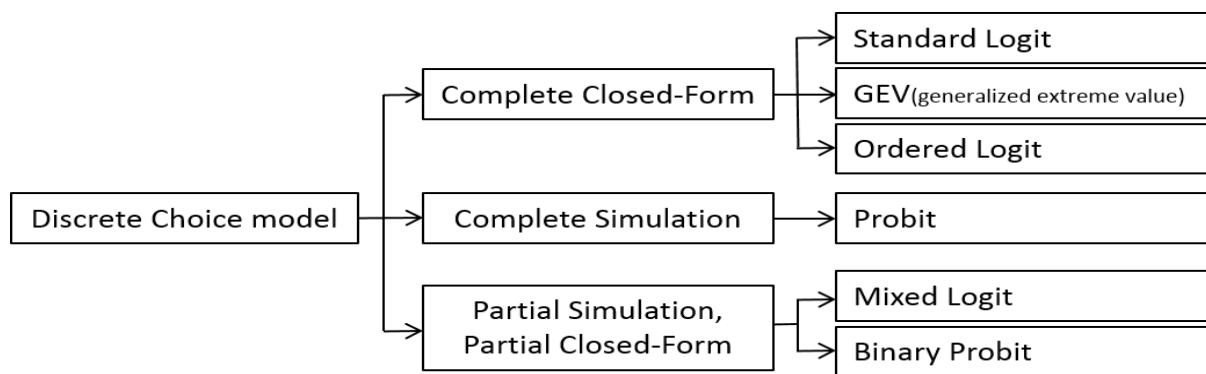 Discrete Choice model
Complete Closed-Form
Standard Logit
GEV(generalized extreme value)
Ordered Logit
Complete Simulation
Probit
Partial Simulation,
Partial Closed-Form
Mixed Logit
Binary Probit